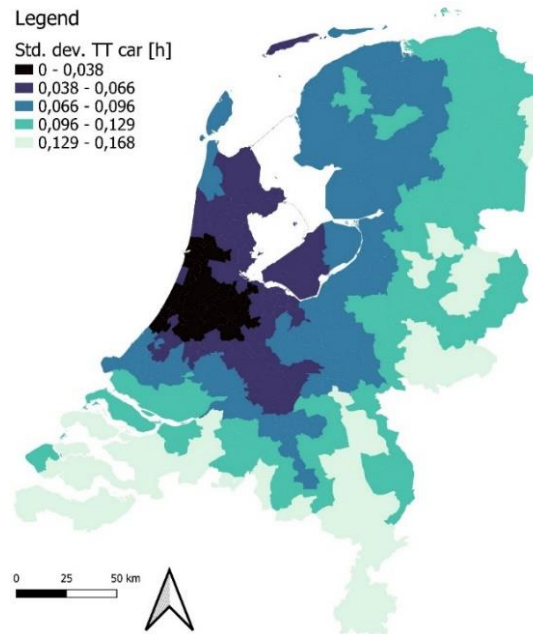 Legend
Std. dev. TT car [h]
0 - 0,038
0,038 - 0,066
0,066 - 0,096
0,096 - 0,129
0,129 - 0,168
0 25 50 km